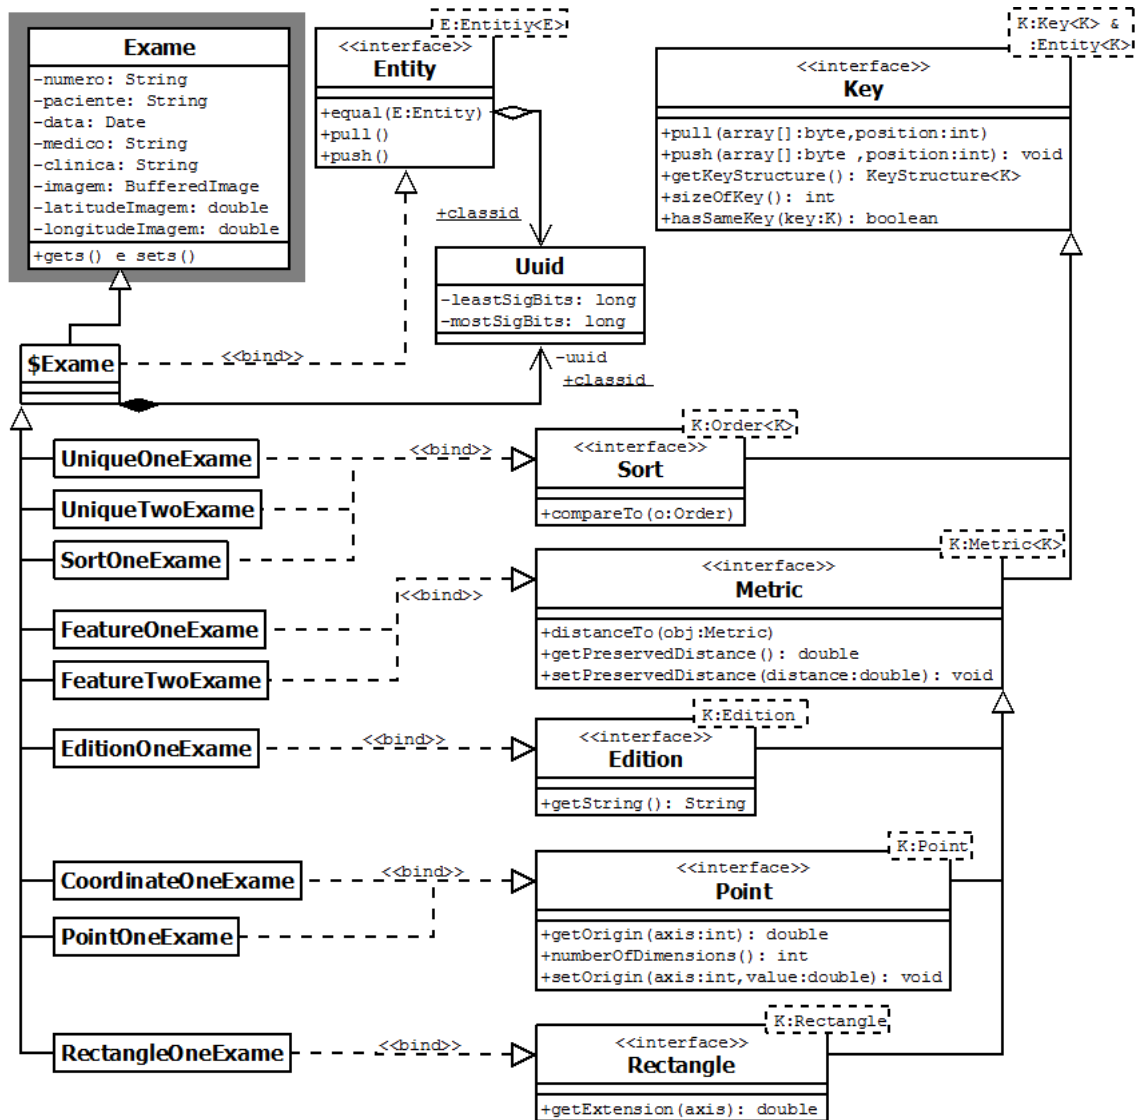 Exame
-numero: String
-paciente: String
-data: Date
-medico: String
-clinica: String
-imagem: BufferedImage
-latitudeImagem: double
-longitudeImagem: double
+gets() e sets()
E:Entitiy<E>
<<interface>>
Entity
+equal(E:Entity)
+pull()
+push()
K:Key<K> &
:Entity<K>
<<interface>>
Key
+pull(array[]:byte,position:int)
+push(array[]:byte ,position:int): void
+getKeyStructure(): KeyStructure<K>
+sizeOfKey(): int
+hasSameKey(key:K): boolean
+classid
Uuid
-leastSigBits: long
-mostSigBits: long
$Exame
<<bind>>
-uuid
+classid
UniqueOneExame
UniqueTwoExame
SortOneExame
<<bind>>
K:Order<K>
<<interface>>
Sort
+compareTo(o:Order)
FeatureOneExame
FeatureTwoExame
<<bind>>
K:Metric<K>
<<interface>>
Metric
+distanceTo(obj:Metric)
+getPreservedDistance(): double
+setPreservedDistance(distance:double): void
EditionOneExame
<<bind>>
K:Edition
<<interface>>
Edition
+getString(): String
CoordinateOneExame
PointOneExame
<<bind>>
K:Point
<<interface>>
Point
+getOrigin(axis:int): double
+numberOfDimensions(): int
+setOrigin(axis:int,value:double): void
RectangleOneExame
<<bind>>
K:Rectangle
<<interface>>
Rectangle
+getExtension(axis): double